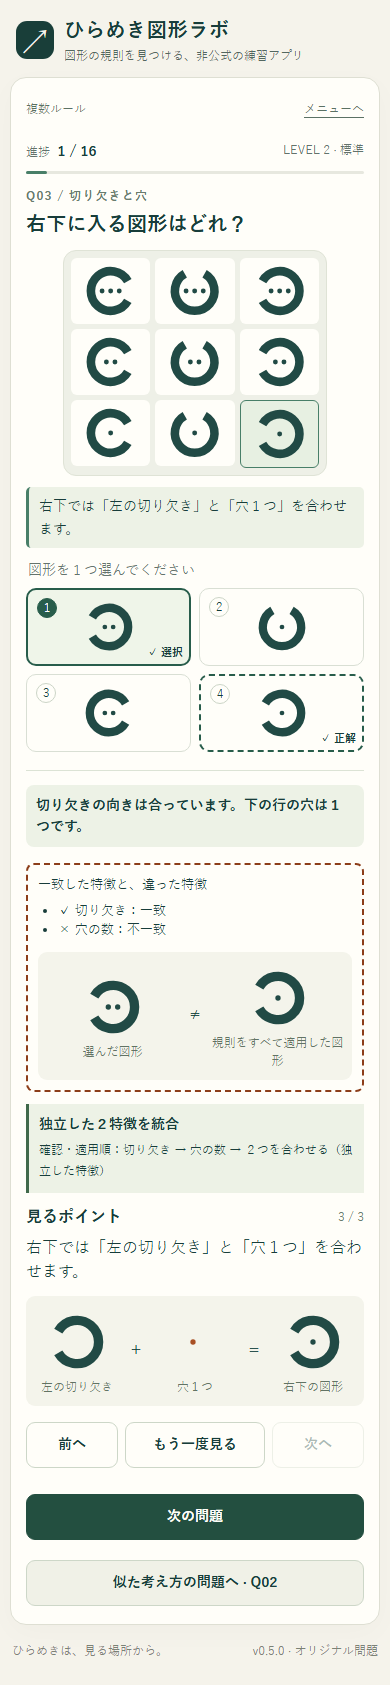 ひらめき図形ラボ
図形の規則を見つける、非公式の練習アプリ
複数ルール
メニューへ
進捗 1 / 16
LEVEL 2 · 標準
Q03 / 切り欠きと穴
右下に入る図形はどれ？
右下では「左の切り欠き」と「穴１つ」を合わせ
ます。
図形を１つ選んでください
1
✓ 選択
2
3
4
✓ 正解
切り欠きの向きは合っています。下の行の穴は１
つです。
一致した特徴と、違った特徴
• ✓ 切り欠き：一致
• × 穴の数：不一致
≠
選んだ図形
規則をすべて適用した図
形
独立した２特徴を統合
確認・適用順：切り欠き → 穴の数 → ２つを合わせる（独
立した特徴）
見るポイント
3 / 3
右下では「左の切り欠き」と「穴１つ」を合わ
せます。
+
=
左の切り欠き
穴１つ
右下の図形
前へ
もう一度見る
次へ
次の問題
似た考え方の問題へ · Q02
ひらめきは、見る場所から。
v0.5.0 · オリジナル問題